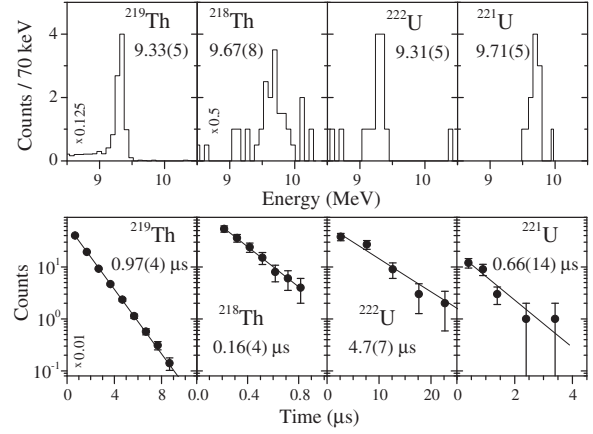 ²¹⁹Th ²¹⁸Th ²²²U ²²¹U
9.33(5) 9.67(8) 9.31(5) 9.71(5)
Counts / 70 keV
4
2
0
x 0.125 x 0.5
9 10 9 10 9 10 9 10
Energy (MeV)
²¹⁹Th ²²¹U
0.97(4) μs 0.66(14) μs
²¹⁸Th ²²²U
0.16(4) μs 4.7(7) μs
Counts
10¹
10⁰
10⁻¹
x 0.01
0 4 8 0.0 0.4 0.8 0 10 20 0 2 4
Time (μs)